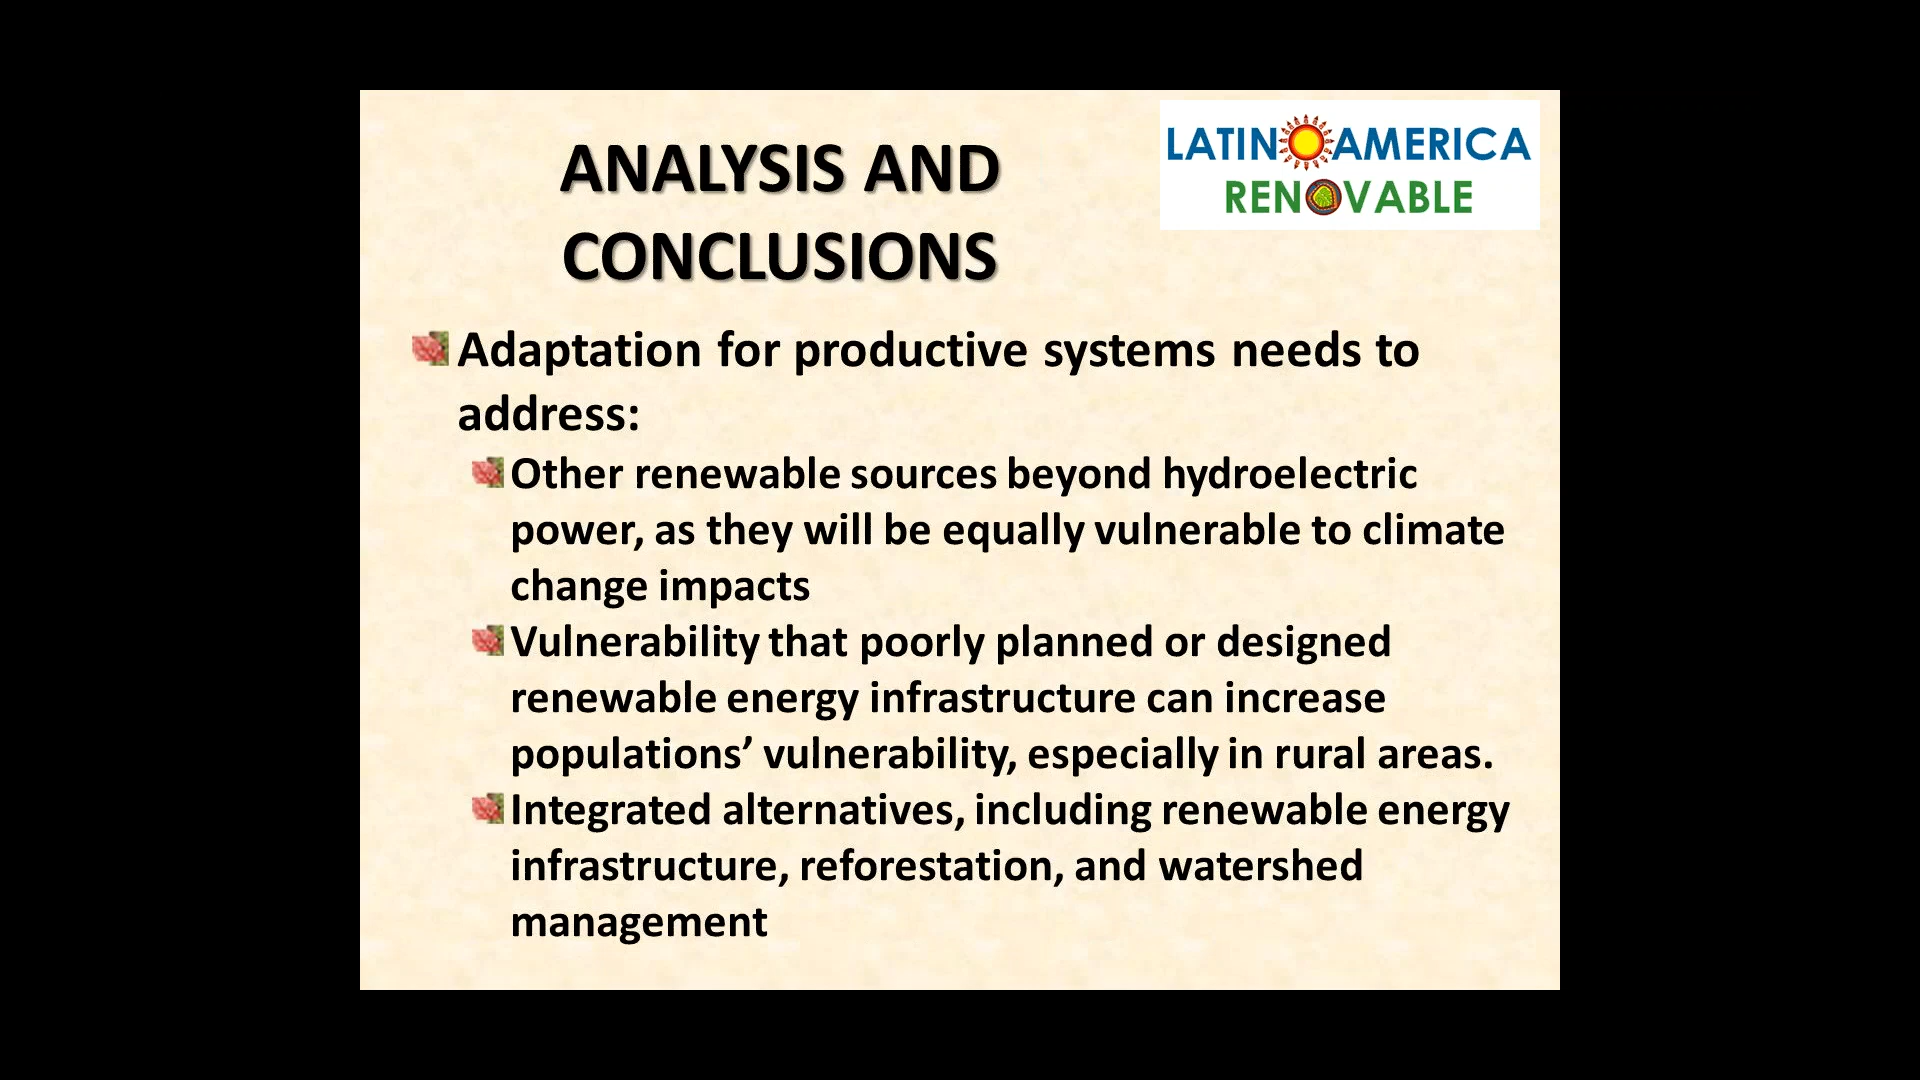 ANALYSIS AND
CONCLUSIONS
LATINOAMERICA
RENOVABLE
Adaptation for productive systems needs to
address:
Other renewable sources beyond hydroelectric
power, as they will be equally vulnerable to climate
change impacts
Vulnerability that poorly planned or designed
renewable energy infrastructure can increase
populations’ vulnerability, especially in rural areas.
Integrated alternatives, including renewable energy
infrastructure, reforestation, and watershed
management